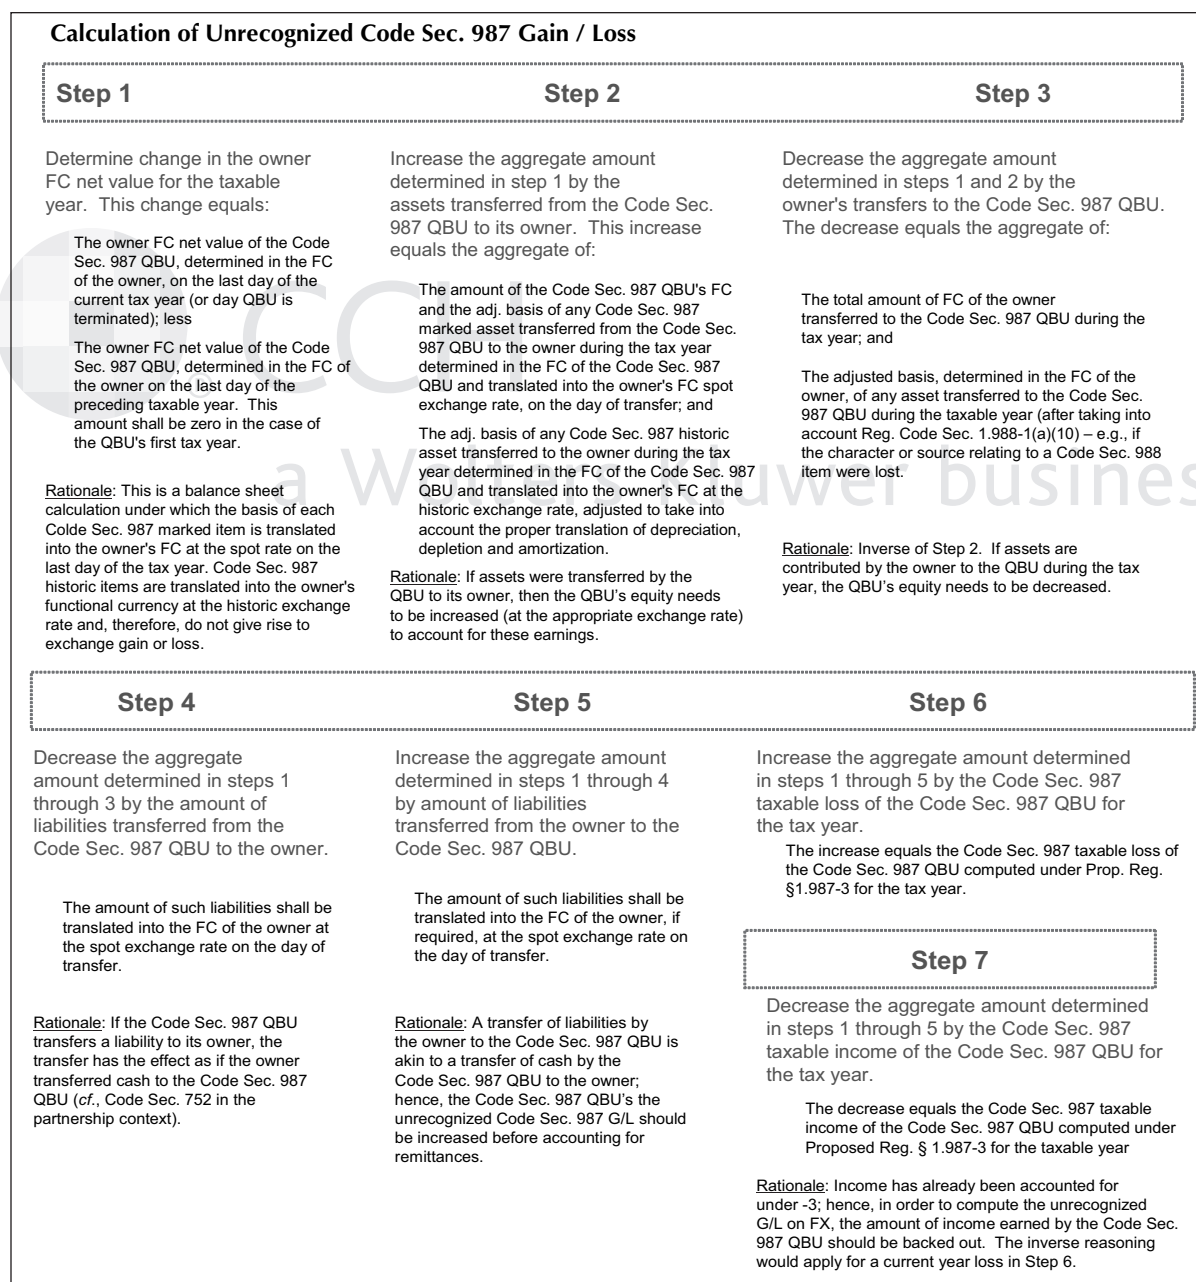 Calculation of Unrecognized Code Sec. 987 Gain / Loss
Step 1
Step 2
Step 3
Determine change in the owner
FC net value for the taxable
year. This change equals:
The owner FC net value of the Code
Sec. 987 QBU, determined in the FC
of the owner, on the last day of the
current tax year (or day QBU is
terminated); less
The owner FC net value of the Code
Sec. 987 QBU, determined in the FC of
the owner on the last day of the
preceding taxable year. This
amount shall be zero in the case of
the QBU's first tax year.
Rationale: This is a balance sheet
calculation under which the basis of each
Colde Sec. 987 marked item is translated
into the owner's FC at the spot rate on the
last day of the tax year. Code Sec. 987
historic items are translated into the owner's
functional currency at the historic exchange
rate and, therefore, do not give rise to
exchange gain or loss.
Increase the aggregate amount
determined in step 1 by the
assets transferred from the Code Sec.
987 QBU to its owner. This increase
equals the aggregate of:
The amount of the Code Sec. 987 QBU's FC
and the adj. basis of any Code Sec. 987
marked asset transferred from the Code Sec.
987 QBU to the owner during the tax year
determined in the FC of the Code Sec. 987
QBU and translated into the owner's FC spot
exchange rate, on the day of transfer; and
The adj. basis of any Code Sec. 987 historic
asset transferred to the owner during the tax
year determined in the FC of the Code Sec. 987
QBU and translated into the owner's FC at the
historic exchange rate, adjusted to take into
account the proper translation of depreciation,
depletion and amortization.
Rationale: If assets were transferred by the
QBU to its owner, then the QBU's equity needs
to be increased (at the appropriate exchange rate)
to account for these earnings.
Decrease the aggregate amount
determined in steps 1 and 2 by the
owner's transfers to the Code Sec. 987 QBU.
The decrease equals the aggregate of:
The total amount of FC of the owner
transferred to the Code Sec. 987 QBU during the
tax year; and
The adjusted basis, determined in the FC of the
owner, of any asset transferred to the Code Sec.
987 QBU during the taxable year (after taking into
account Reg. Code Sec. 1.988-1(a)(10) – e.g., if
the character or source relating to a Code Sec. 988
item were lost.
Rationale: Inverse of Step 2. If assets are
contributed by the owner to the QBU during the tax
year, the QBU's equity needs to be decreased.
CCH
®
a Wolters Kluwer busines
Step 4
Step 5
Step 6
Decrease the aggregate
amount determined in steps 1
through 3 by the amount of
liabilities transferred from the
Code Sec. 987 QBU to the owner.
The amount of such liabilities shall be
translated into the FC of the owner at
the spot exchange rate on the day of
transfer.
Rationale: If the Code Sec. 987 QBU
transfers a liability to its owner, the
transfer has the effect as if the owner
transferred cash to the Code Sec. 987
QBU (cf., Code Sec. 752 in the
partnership context).
Increase the aggregate amount
determined in steps 1 through 4
by amount of liabilities
transferred from the owner to the
Code Sec. 987 QBU.
The amount of such liabilities shall be
translated into the FC of the owner, if
required, at the spot exchange rate on
the day of transfer.
Rationale: A transfer of liabilities by
the owner to the Code Sec. 987 QBU is
akin to a transfer of cash by the
Code Sec. 987 QBU to the owner;
hence, the Code Sec. 987 QBU's the
unrecognized Code Sec. 987 G/L should
be increased before accounting for
remittances.
Increase the aggregate amount determined
in steps 1 through 5 by the Code Sec. 987
taxable loss of the Code Sec. 987 QBU for
the tax year.
The increase equals the Code Sec. 987 taxable loss of
the Code Sec. 987 QBU computed under Prop. Reg.
§1.987-3 for the tax year.
Step 7
Decrease the aggregate amount determined
in steps 1 through 5 by the Code Sec. 987
taxable income of the Code Sec. 987 QBU for
the tax year.
The decrease equals the Code Sec. 987 taxable
income of the Code Sec. 987 QBU computed under
Proposed Reg. § 1.987-3 for the taxable year
Rationale: Income has already been accounted for
under -3; hence, in order to compute the unrecognized
G/L on FX, the amount of income earned by the Code Sec.
987 QBU should be backed out. The inverse reasoning
would apply for a current year loss in Step 6.